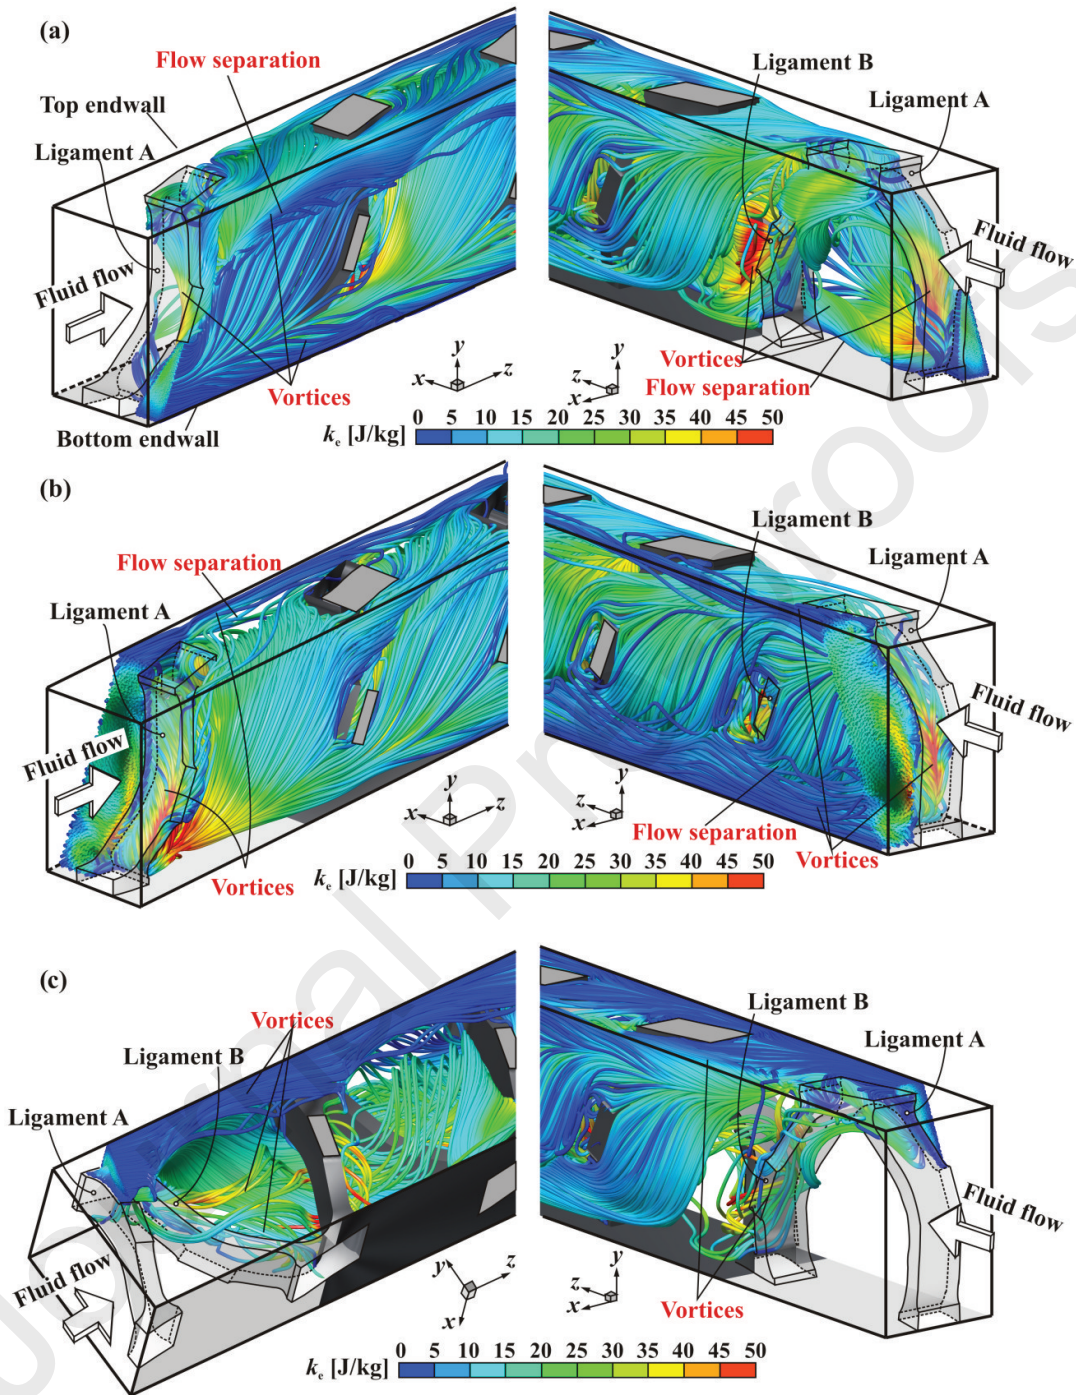 (a)
Flow separation
Top endwall
Ligament A
Fluid flow
Vortices
Bottom endwall
Ligament B
Ligament A
Fluid flow
Vortices
Flow separation
y
x
z
y
z
x
0 5 10 15 20 25 30 35 40 45 50
kₑ [J/kg]
(b)
Flow separation
Ligament A
Fluid flow
Vortices
Ligament B
Ligament A
Fluid flow
Flow separation
Vortices
y
x
z
y
z
x
0 5 10 15 20 25 30 35 40 45 50
kₑ [J/kg]
(c)
Vortices
Ligament B
Ligament A
Fluid flow
Ligament B
Ligament A
Fluid flow
Vortices
y
z
x
y
z
x
0 5 10 15 20 25 30 35 40 45 50
kₑ [J/kg]
Journal Pre-proofs